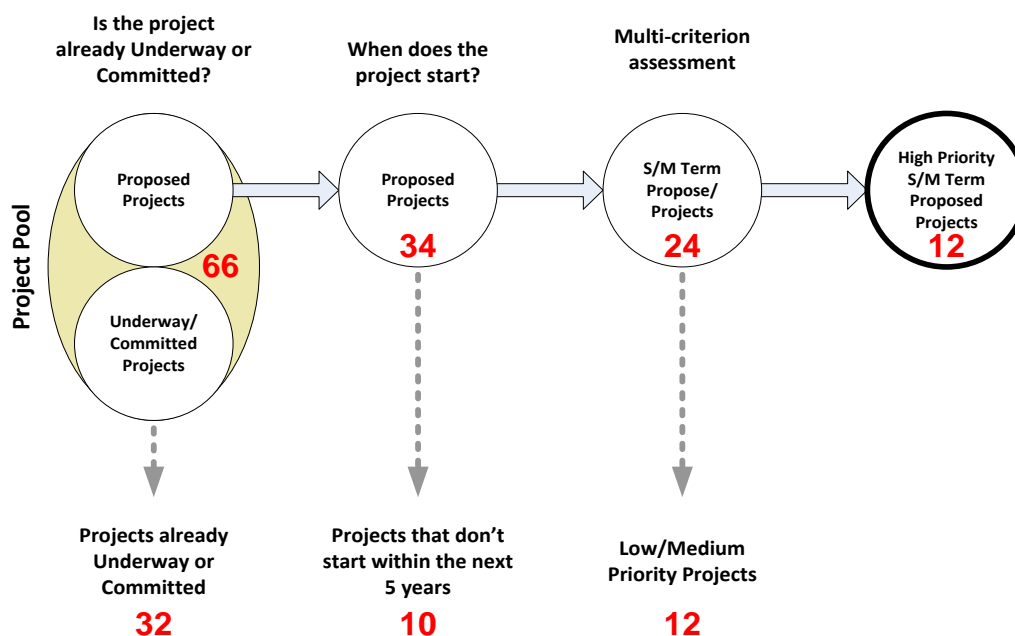 Is the project
already Underway or
Committed?
When does the
project start?
Multi-criterion
assessment
Project Pool
Proposed
Projects
66
Underway/
Committed
Projects
Proposed
Projects
34
S/M Term
Propose/
Projects
24
High Priority
S/M Term
Proposed
Projects
12
Projects already
Underway or
Committed
32
Projects that don’t
start within the next
5 years
10
Low/Medium
Priority Projects
12